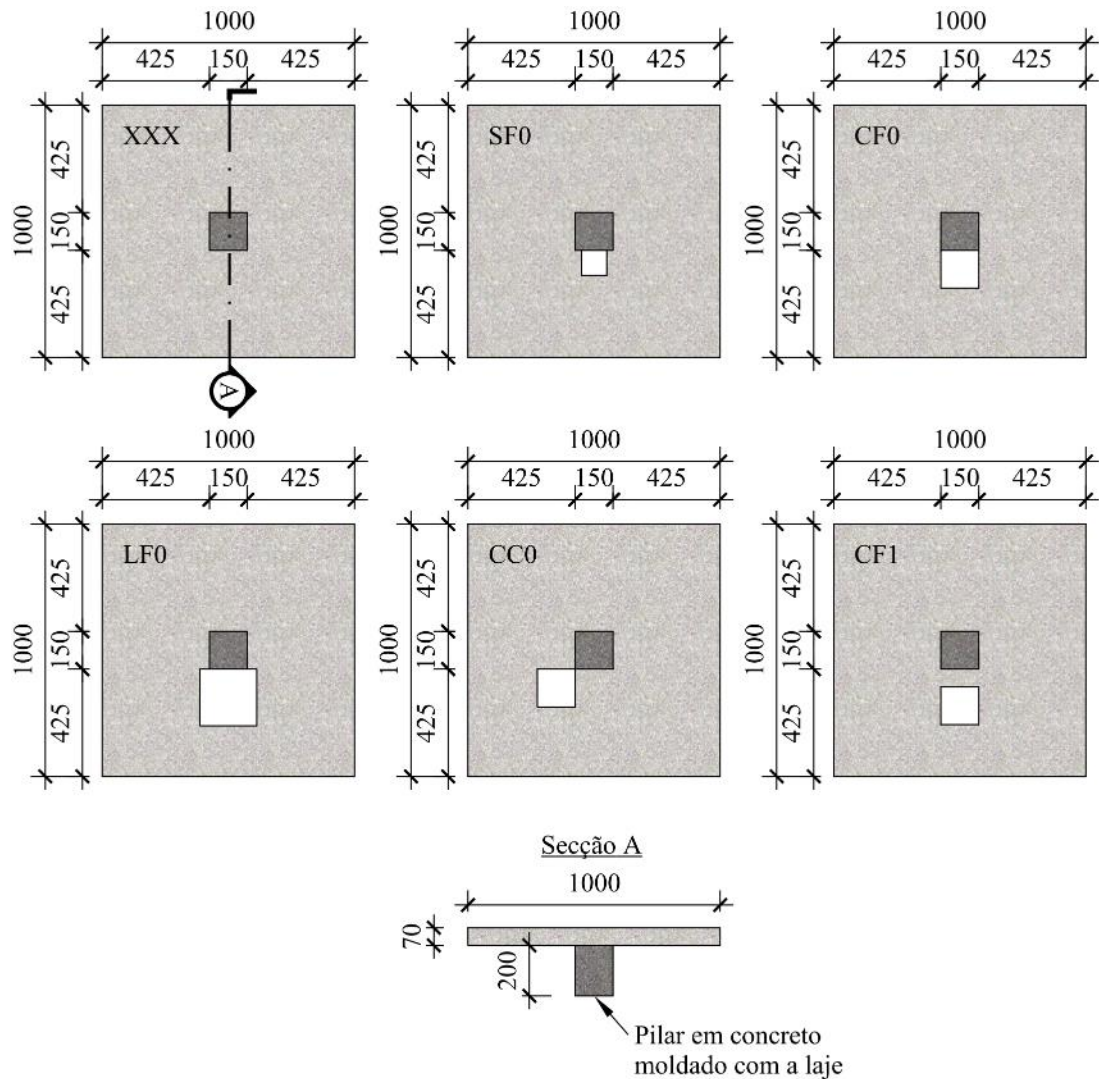 1000 1000 1000
425 150 425 425 150 425 425 150 425
XXX SF0 CF0
425 425 425
1000 150 1000 150 1000 150
425 425 425
A
1000 1000 1000
425 150 425 425 150 425 425 150 425
LF0 CC0 CF1
425 425 425
1000 150 1000 150 1000 150
425 425 425
Secção A
1000
70
200
Pilar em concreto
moldado com a laje